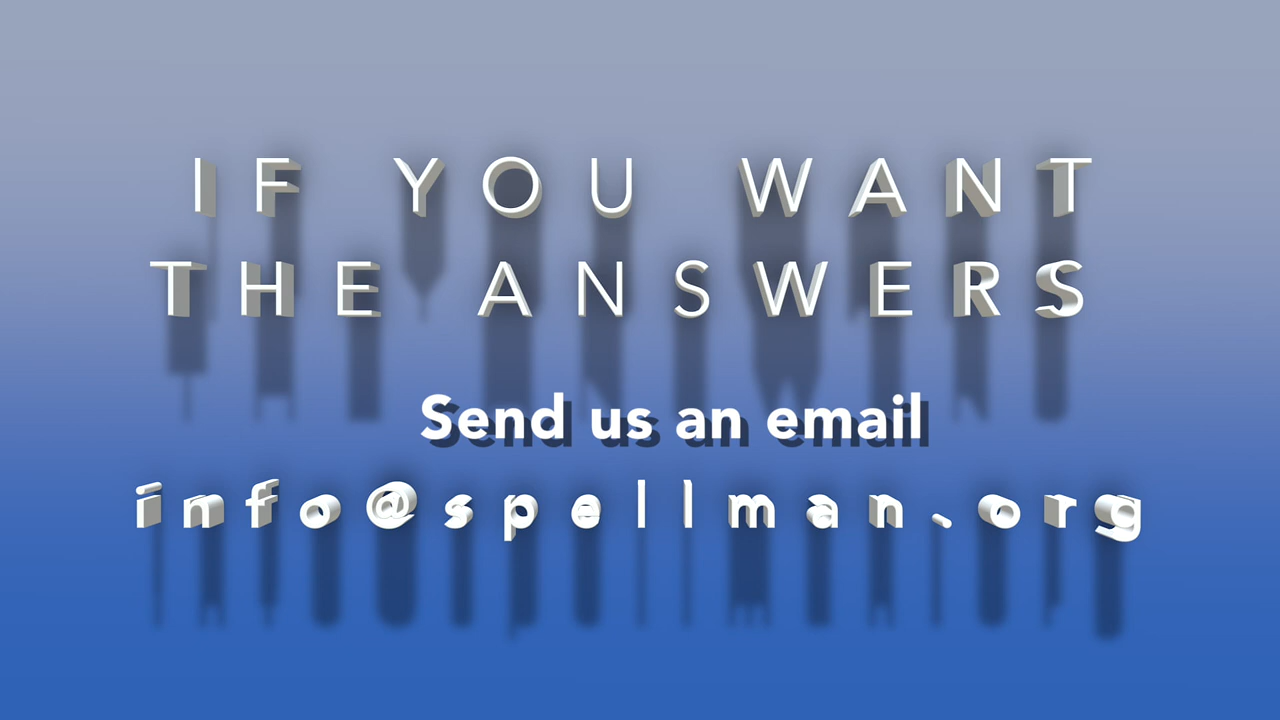 IF YOU WANT
THE ANSWERS
Send us an email
info@spellman.org